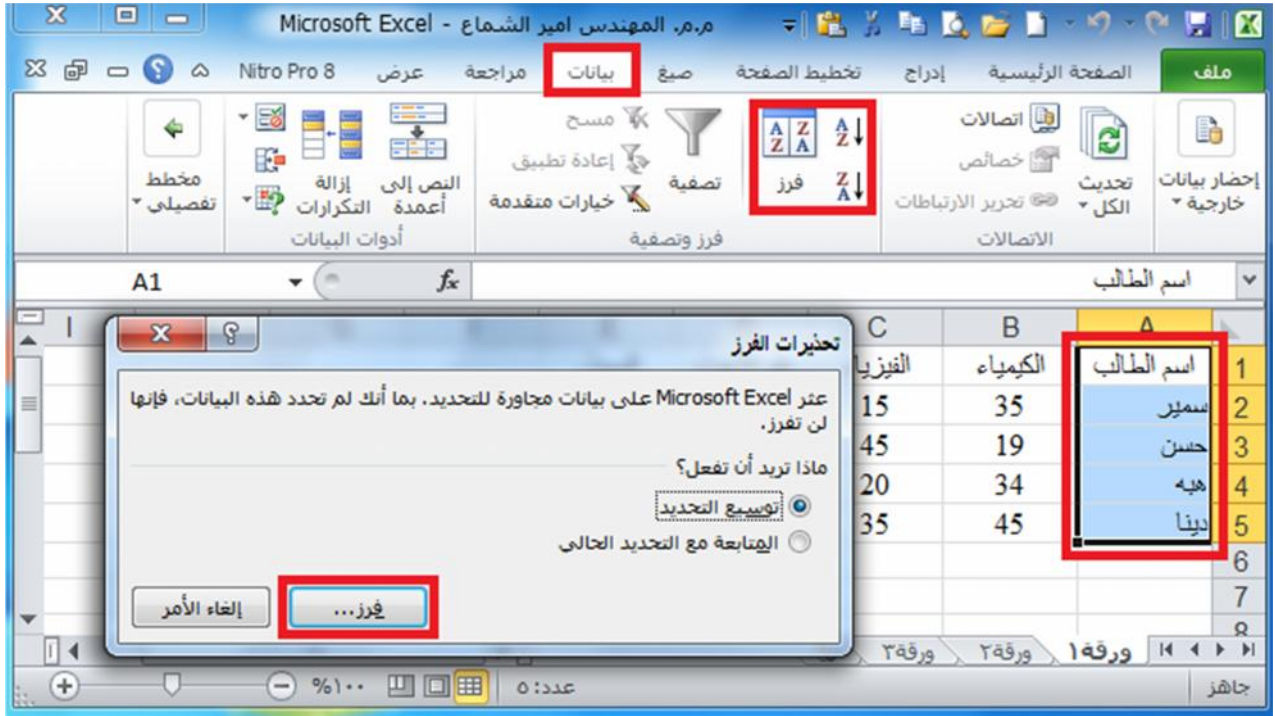 م.م. المهندس امير الشماع - Microsoft Excel
ملف الصفحة الرئيسية إدراج تخطيط الصفحة صيغ بيانات مراجعة عرض Nitro Pro 8
إحضار بيانات خارجية
تحديث الكل
اتصالات
خصائص
تحرير الارتباطات
الاتصالات
فرز
تصفية
مسح
إعادة تطبيق
خيارات متقدمة
فرز وتصفية
النص إلى أعمدة
إزالة التكرارات
أدوات البيانات
مخطط تفصيلي
A1 fx اسم الطالب
A B C I
1 اسم الطالب الكيمياء الفيزيا
2 سمير 35 15
3 حسن 19 45
4 هبه 34 20
5 دينا 45 35
6
7
8
تحذيرات الفرز
عثر Microsoft Excel على بيانات مجاورة للتحديد. بما أنك لم تحدد هذه البيانات، فإنها
لن تفرز.
ماذا تريد أن تفعل؟
توسيع التحديد
المتابعة مع التحديد الحالي
فرز...
إلغاء الأمر
ورقة١ ورقة٢ ورقة٣
جاهز عدد: ٥ ١٠٠%